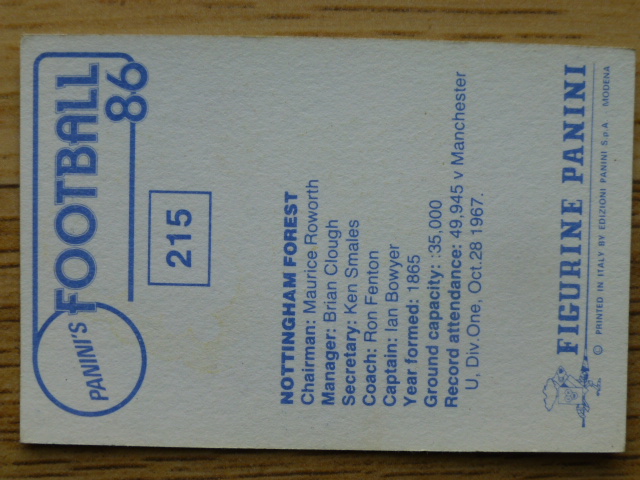 PANINI'S
FOOTBALL
86
215
NOTTINGHAM FOREST
Chairman: Maurice Roworth
Manager: Brian Clough
Secretary: Ken Smales
Coach: Ron Fenton
Captain: Ian Bowyer
Year formed: 1865
Ground capacity: :35,000
Record attendance: 49,945 v Manchester
U, Div.One, Oct.28 1967.
FIGURINE PANINI
© PRINTED IN ITALY BY EDIZIONI PANINI S.p.A. MODENA